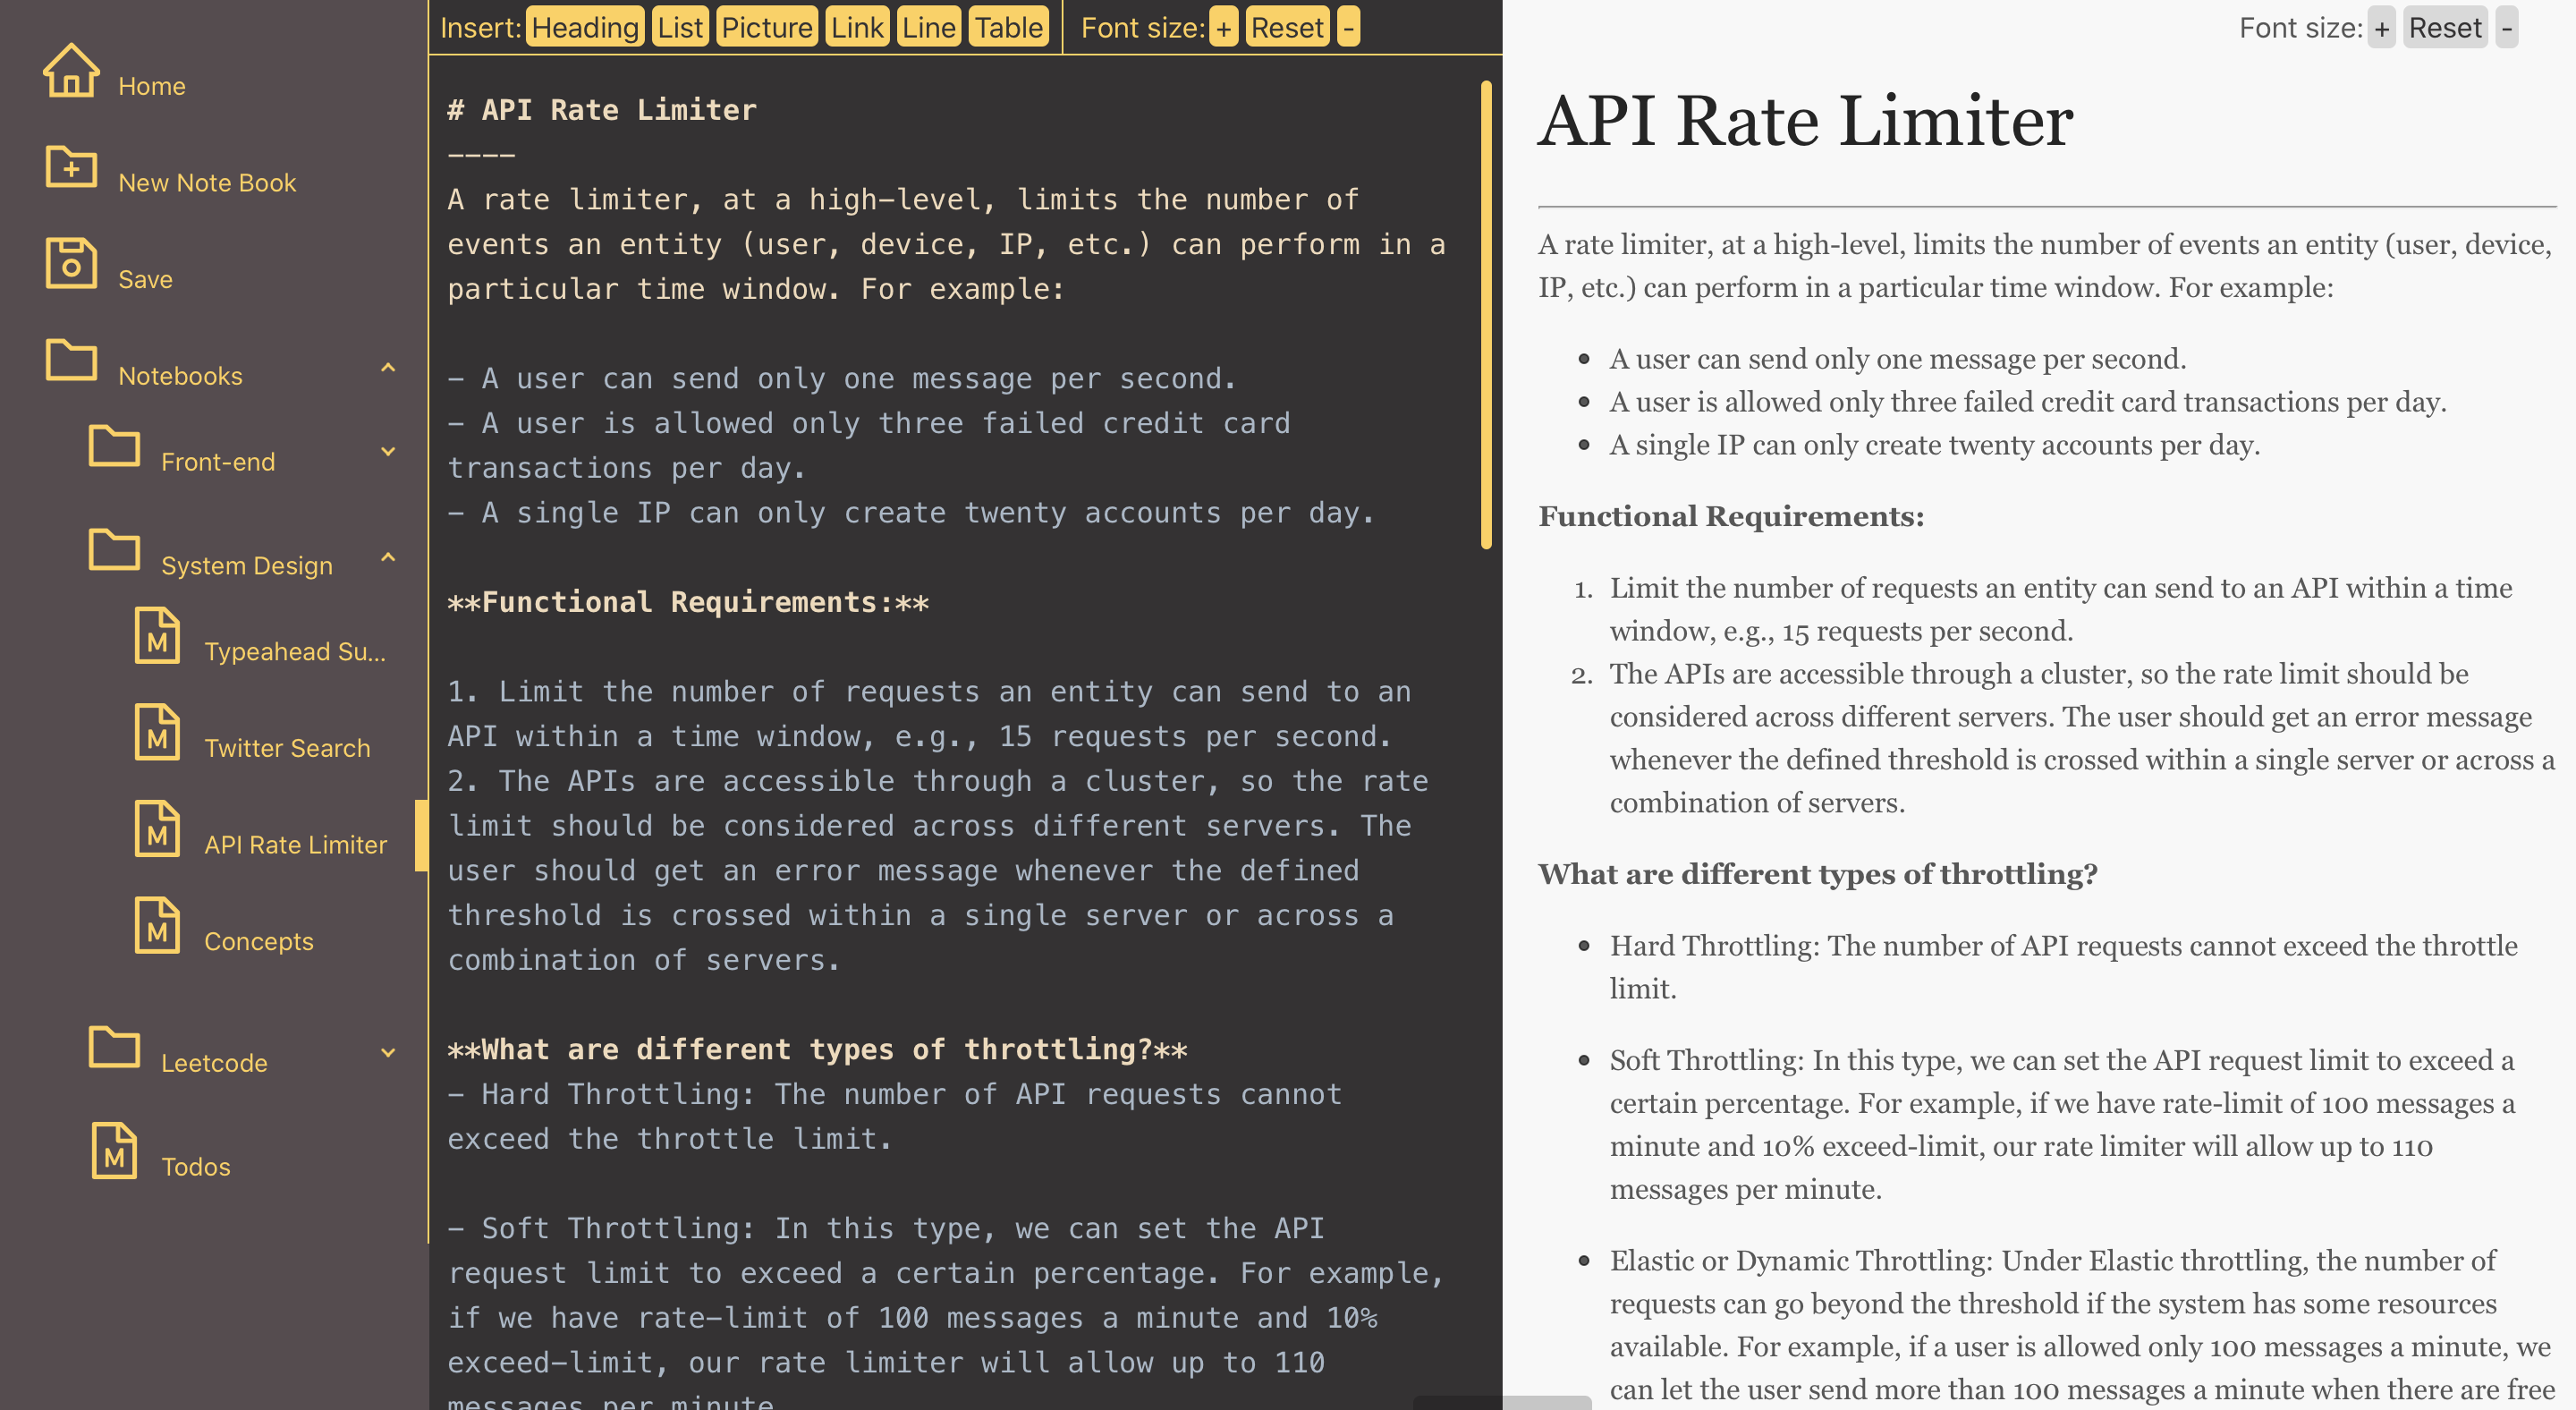 Home
New Note Book
Save
Notebooks
Front-end
System Design
Typeahead Su...
Twitter Search
API Rate Limiter
Concepts
Leetcode
Todos
Insert: Heading List Picture Link Line Table Font size: + Reset -
# API Rate Limiter
----
A rate limiter, at a high-level, limits the number of
events an entity (user, device, IP, etc.) can perform in a
particular time window. For example:
- A user can send only one message per second.
- A user is allowed only three failed credit card
transactions per day.
- A single IP can only create twenty accounts per day.
**Functional Requirements:**
1. Limit the number of requests an entity can send to an
API within a time window, e.g., 15 requests per second.
2. The APIs are accessible through a cluster, so the rate
limit should be considered across different servers. The
user should get an error message whenever the defined
threshold is crossed within a single server or across a
combination of servers.
**What are different types of throttling?**
- Hard Throttling: The number of API requests cannot
exceed the throttle limit.
- Soft Throttling: In this type, we can set the API
request limit to exceed a certain percentage. For example,
if we have rate-limit of 100 messages a minute and 10%
exceed-limit, our rate limiter will allow up to 110
messages per minute.
Font size: + Reset -
API Rate Limiter
A rate limiter, at a high-level, limits the number of events an entity (user, device,
IP, etc.) can perform in a particular time window. For example:
• A user can send only one message per second.
• A user is allowed only three failed credit card transactions per day.
• A single IP can only create twenty accounts per day.
Functional Requirements:
1. Limit the number of requests an entity can send to an API within a time
window, e.g., 15 requests per second.
2. The APIs are accessible through a cluster, so the rate limit should be
considered across different servers. The user should get an error message
whenever the defined threshold is crossed within a single server or across a
combination of servers.
What are different types of throttling?
• Hard Throttling: The number of API requests cannot exceed the throttle
limit.
• Soft Throttling: In this type, we can set the API request limit to exceed a
certain percentage. For example, if we have rate-limit of 100 messages a
minute and 10% exceed-limit, our rate limiter will allow up to 110
messages per minute.
• Elastic or Dynamic Throttling: Under Elastic throttling, the number of
requests can go beyond the threshold if the system has some resources
available. For example, if a user is allowed only 100 messages a minute, we
can let the user send more than 100 messages a minute when there are free